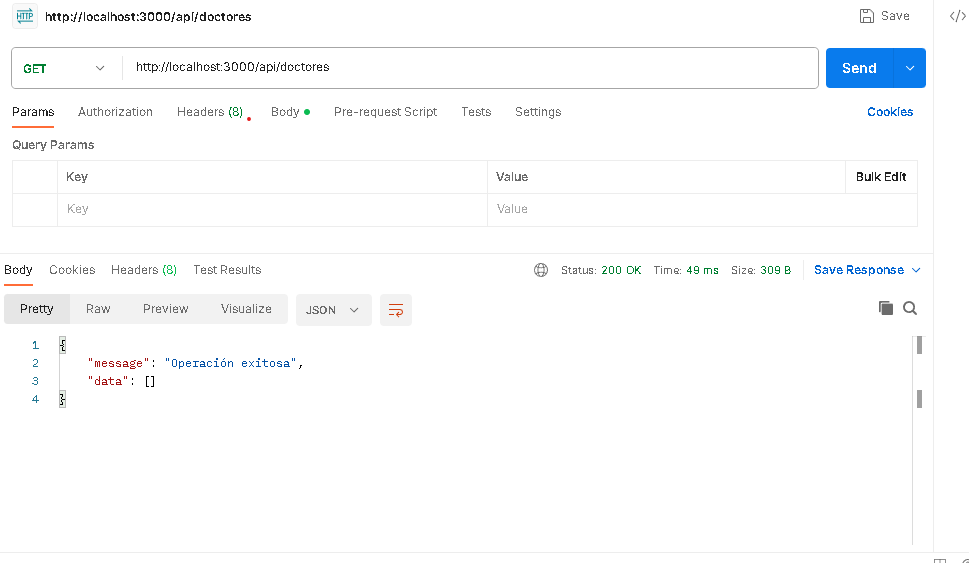 HTTP http://localhost:3000/api/doctores Save </>
GET http://localhost:3000/api/doctores Send
Params Authorization Headers (8) Body Pre-request Script Tests Settings Cookies
Query Params
Key Value Bulk Edit
Key Value
Body Cookies Headers (8) Test Results Status: 200 OK Time: 49 ms Size: 309 B Save Response
Pretty Raw Preview Visualize JSON
1 {
2 "message": "Operación exitosa",
3 "data": []
4 }